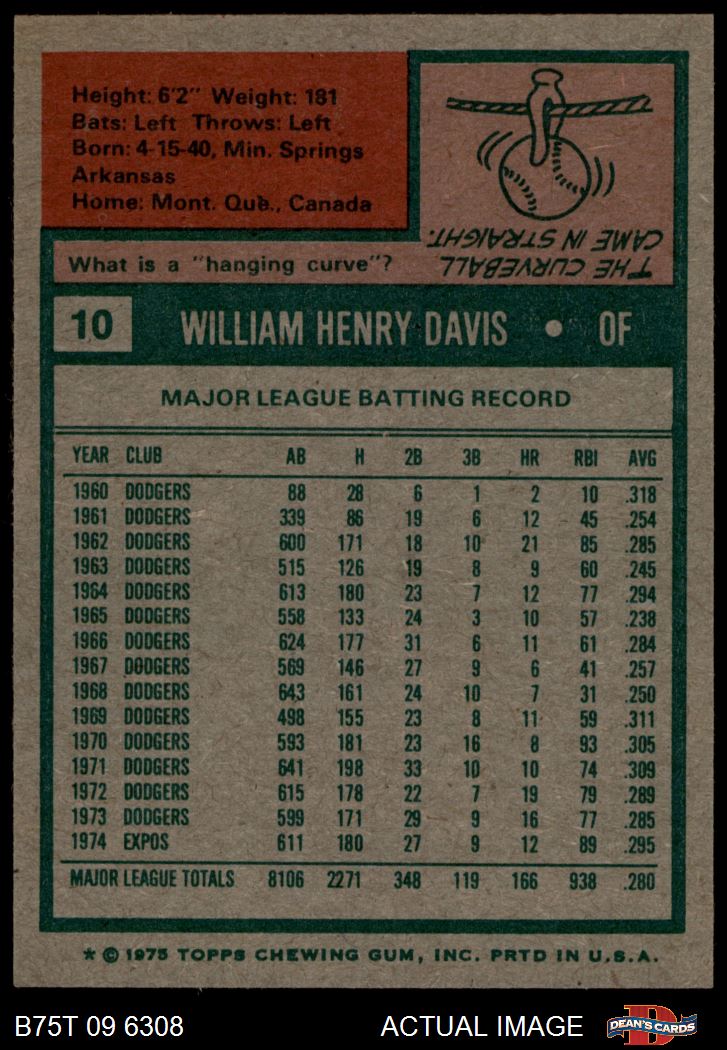 Height: 6'2" Weight: 181
Bats: Left Throws: Left
Born: 4-15-40, Min. Springs
Arkansas
Home: Mont. Que., Canada
What is a "hanging curve"?
THE CURVEBALL
CAME IN STRAIGHT.
10 WILLIAM HENRY DAVIS • OF
MAJOR LEAGUE BATTING RECORD
YEAR CLUB AB H 2B 3B HR RBI AVG
1960 DODGERS 88 28 6 1 2 10 .318
1961 DODGERS 339 86 19 6 12 45 .254
1962 DODGERS 600 171 18 10 21 85 .285
1963 DODGERS 515 126 19 8 9 60 .245
1964 DODGERS 613 180 23 7 12 77 .294
1965 DODGERS 558 133 24 3 10 57 .238
1966 DODGERS 624 177 31 6 11 61 .284
1967 DODGERS 569 146 27 9 6 41 .257
1968 DODGERS 643 161 24 10 7 31 .250
1969 DODGERS 498 155 23 8 11 59 .311
1970 DODGERS 593 181 23 16 8 93 .305
1971 DODGERS 641 198 33 10 10 74 .309
1972 DODGERS 615 178 22 7 19 79 .289
1973 DODGERS 599 171 29 9 16 77 .285
1974 EXPOS 611 180 27 9 12 89 .295
MAJOR LEAGUE TOTALS 8106 2271 348 119 166 938 .280
* © 1975 TOPPS CHEWING GUM, INC. PRTD IN U.S.A.
B75T 09 6308 ACTUAL IMAGE
D
DEAN'S CARDS